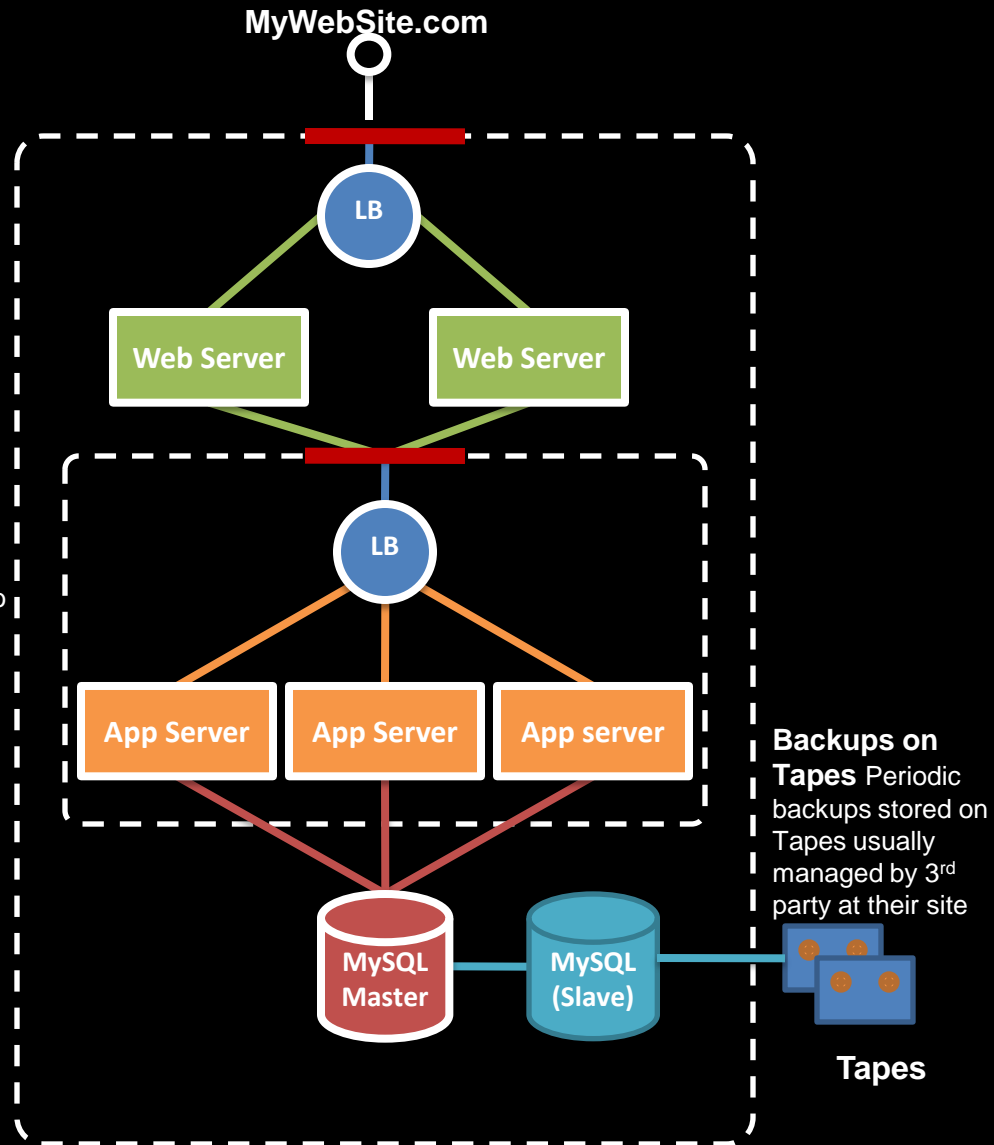 MyWebSite.com
LB
Web Server
Web Server
LB
App Server
App Server
App server
Backups on
Tapes Periodic
backups stored on
Tapes usually
managed by 3rd
party at their site
MySQL
Master
MySQL
(Slave)
Tapes